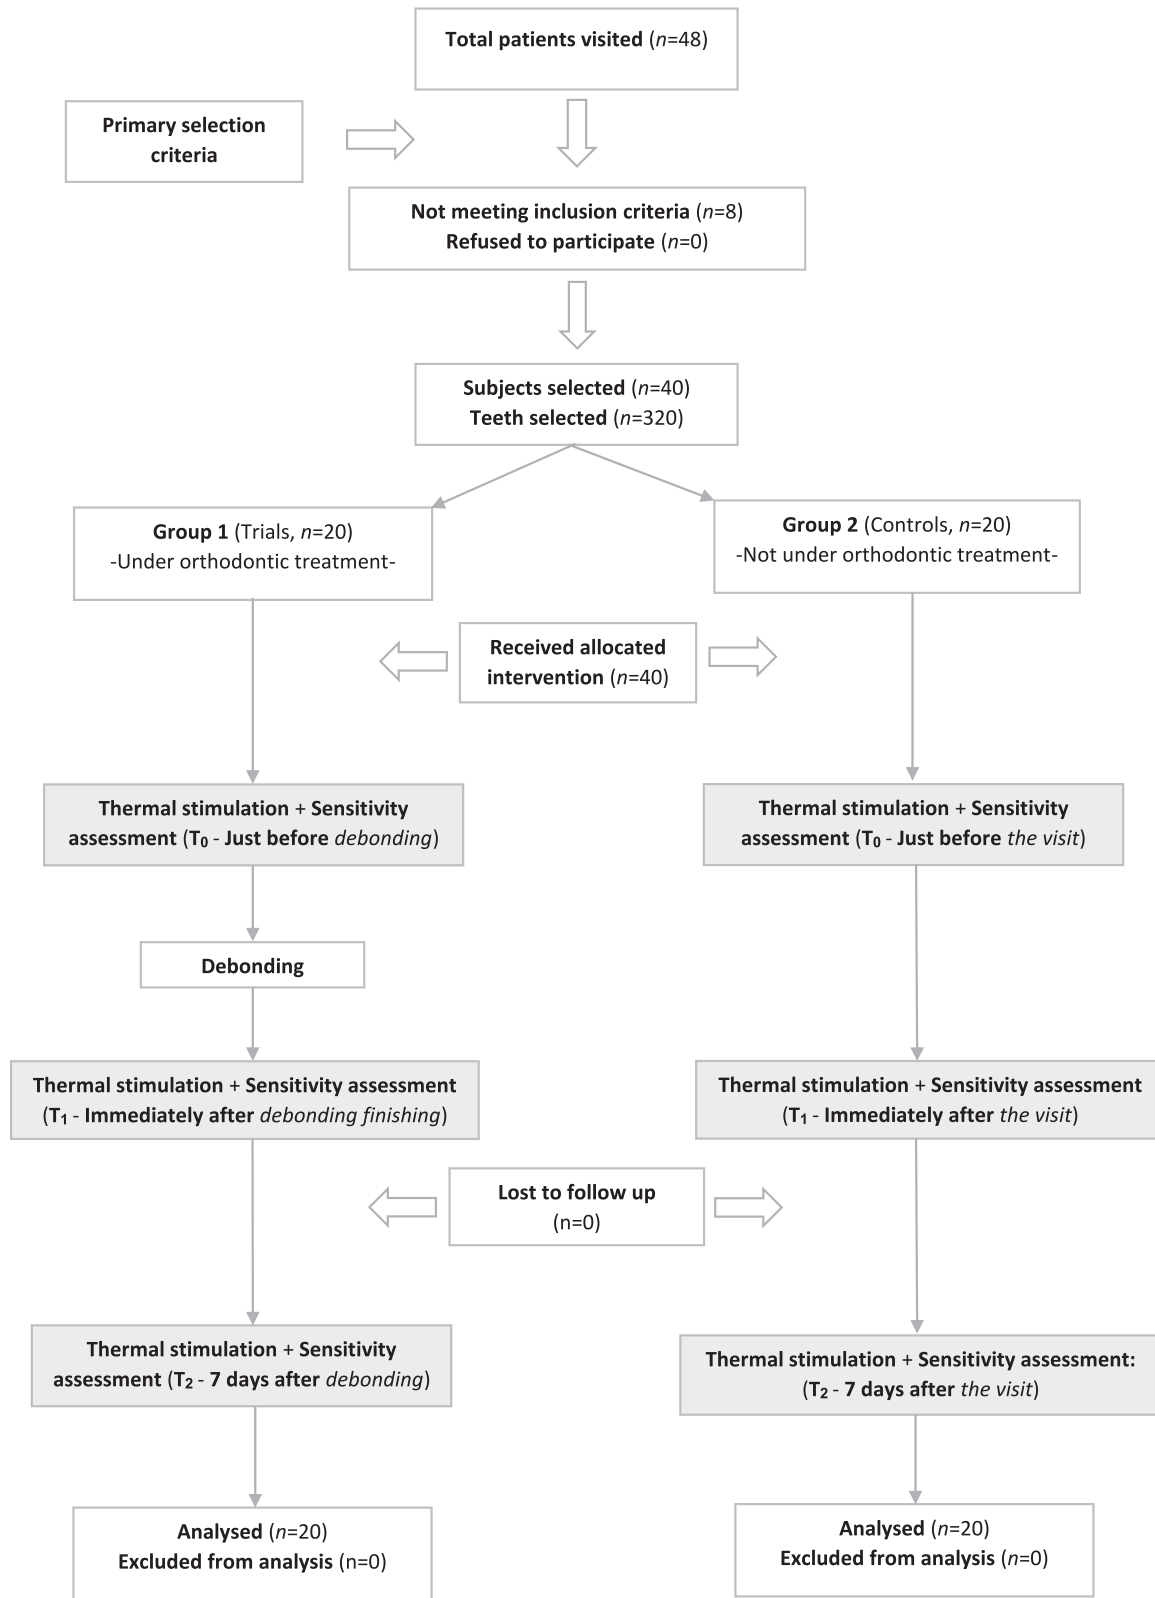 Total patients visited (n=48)
Primary selection
criteria
Not meeting inclusion criteria (n=8)
Refused to participate (n=0)
Subjects selected (n=40)
Teeth selected (n=320)
Group 1 (Trials, n=20)
-Under orthodontic treatment-
Group 2 (Controls, n=20)
-Not under orthodontic treatment-
Received allocated
intervention (n=40)
Thermal stimulation + Sensitivity
assessment (T₀ - Just before debonding)
Thermal stimulation + Sensitivity
assessment (T₀ - Just before the visit)
Debonding
Thermal stimulation + Sensitivity assessment
(T₁ - Immediately after debonding finishing)
Thermal stimulation + Sensitivity assessment
(T₁ - Immediately after the visit)
Lost to follow up
(n=0)
Thermal stimulation + Sensitivity
assessment (T₂ - 7 days after debonding)
Thermal stimulation + Sensitivity assessment:
(T₂ - 7 days after the visit)
Analysed (n=20)
Excluded from analysis (n=0)
Analysed (n=20)
Excluded from analysis (n=0)